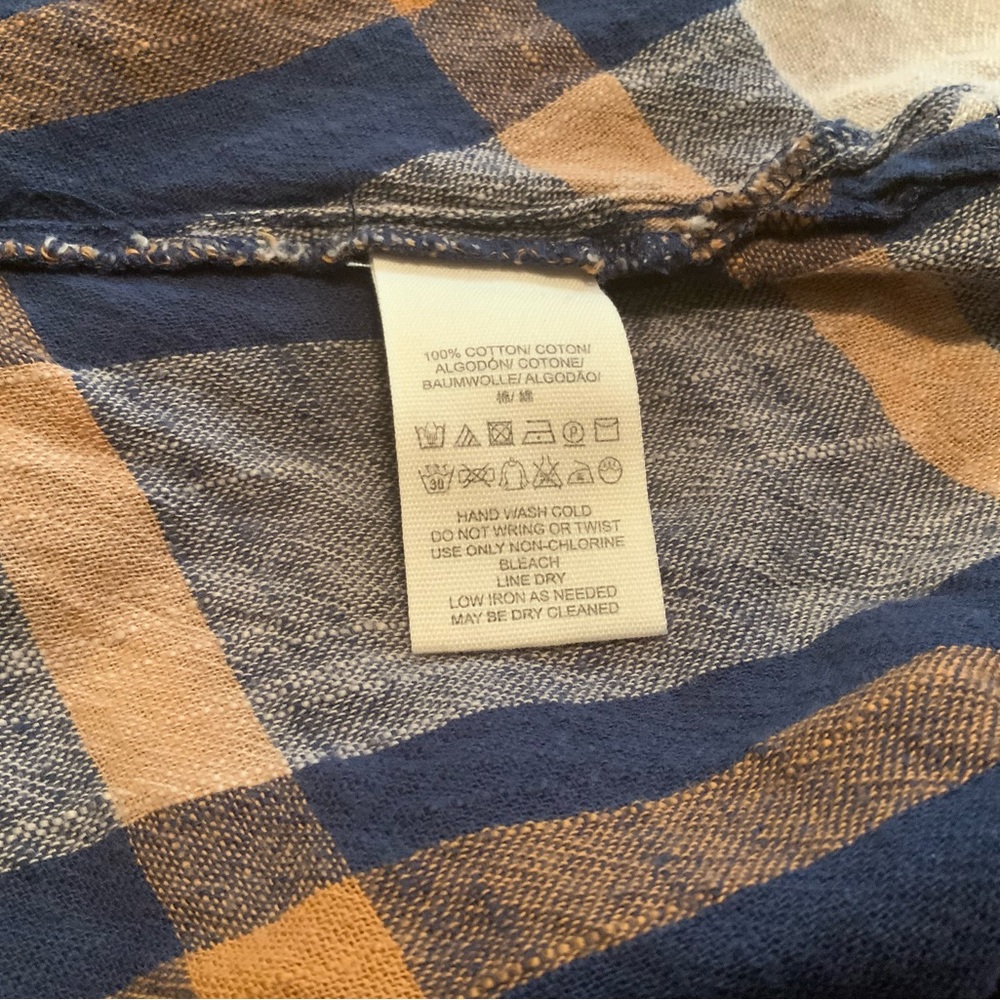 100% COTTON/ COTON/
ALGODÓN/ COTONE/
BAUMWOLLE/ ALGODÃO/
棉/ 綿
P
30
HAND WASH COLD
DO NOT WRING OR TWIST
USE ONLY NON-CHLORINE
BLEACH
LINE DRY
LOW IRON AS NEEDED
MAY BE DRY CLEANED